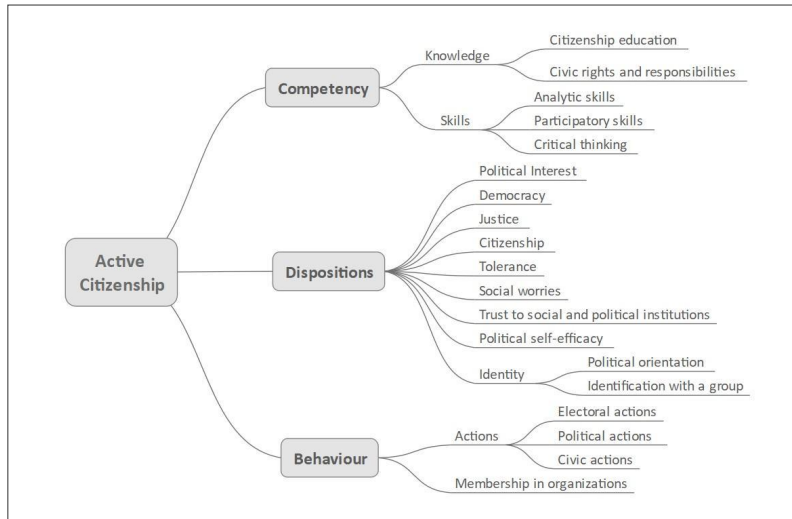 Active
Citizenship
Competency
Knowledge
Citizenship education
Civic rights and responsibilities
Skills
Analytic skills
Participatory skills
Critical thinking
Dispositions
Political Interest
Democracy
Justice
Citizenship
Tolerance
Social worries
Trust to social and political institutions
Political self-efficacy
Identity
Political orientation
Identification with a group
Behaviour
Actions
Electoral actions
Political actions
Civic actions
Membership in organizations